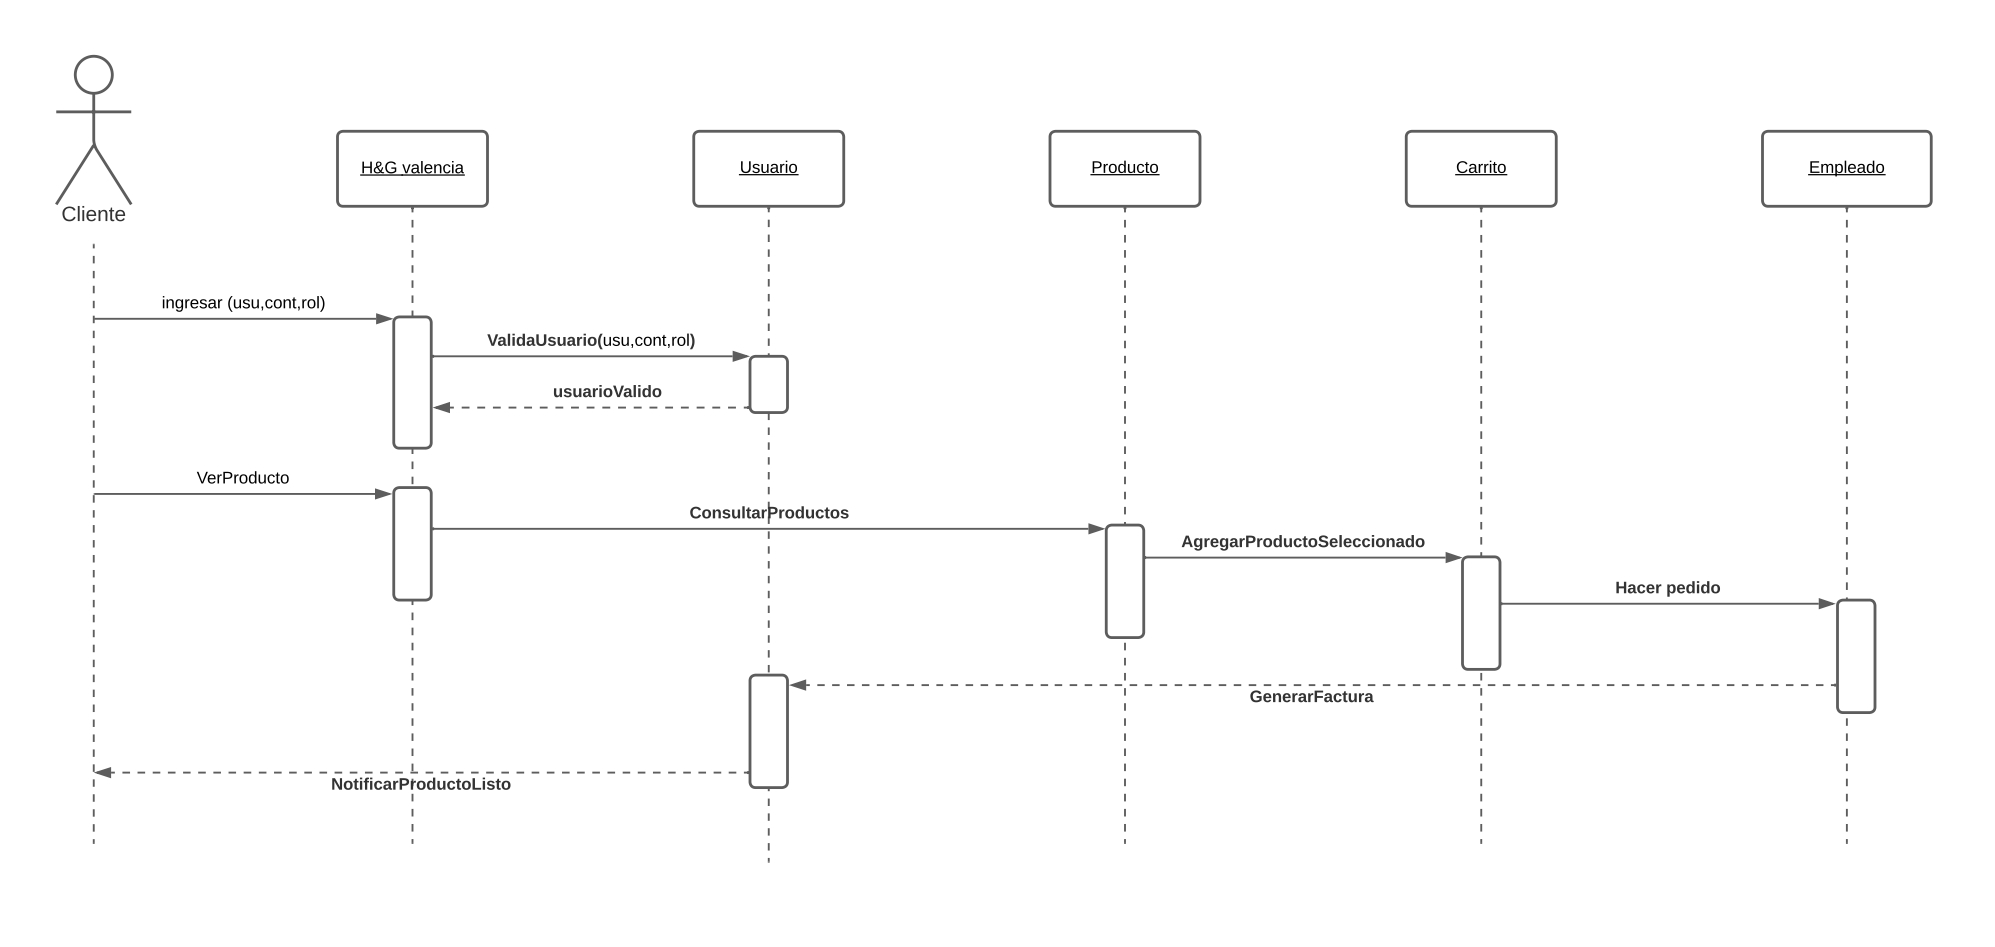 Cliente
H&G valencia
Usuario
Producto
Carrito
Empleado
ingresar (usu,cont,rol)
ValidaUsuario(usu,cont,rol)
usuarioValido
VerProducto
ConsultarProductos
AgregarProductoSeleccionado
Hacer pedido
GenerarFactura
NotificarProductoListo